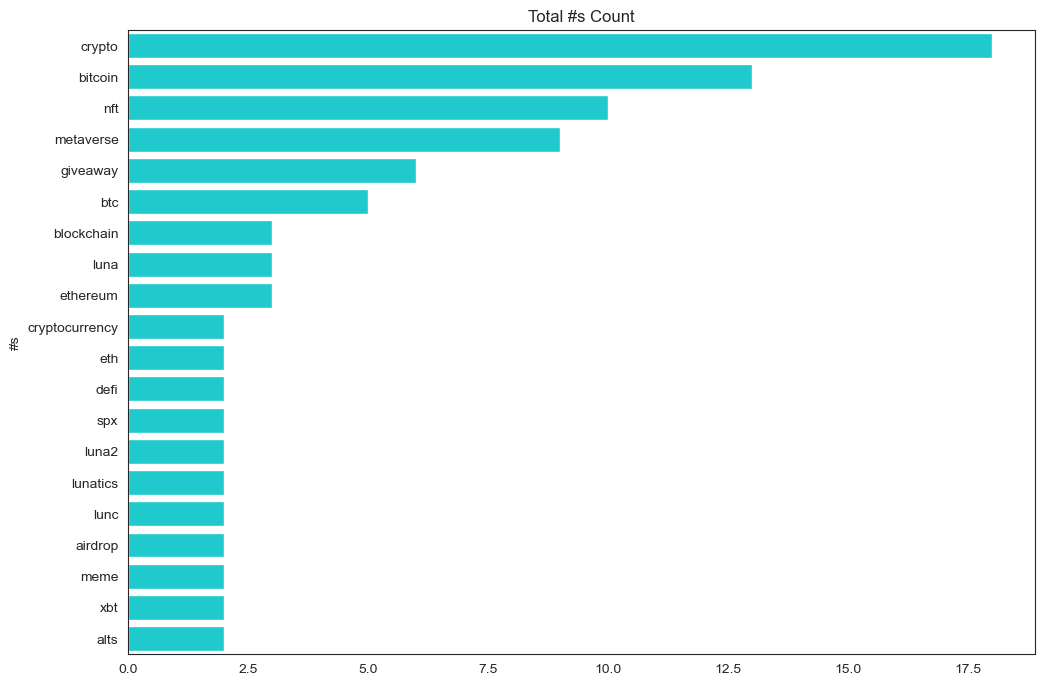 Total #s Count
crypto
bitcoin
nft
metaverse
giveaway
btc
blockchain
luna
ethereum
cryptocurrency
eth
defi
spx
luna2
lunatics
lunc
airdrop
meme
xbt
alts
#s
0.0 2.5 5.0 7.5 10.0 12.5 15.0 17.5